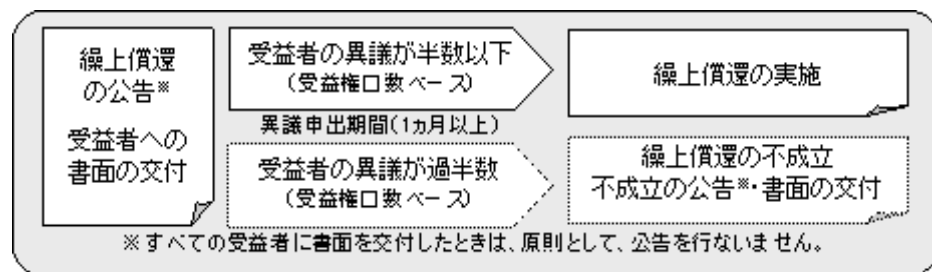 繰上償還
の公告※
受益者への
書面の交付
受益者の異議が半数以下
(受益権口数ベース)
異議申出期間(1ヵ月以上)
受益者の異議が過半数
(受益権口数ベース)
繰上償還の実施
繰上償還の不成立
不成立の公告※・書面の交付
※すべての受益者に書面を交付したときは、原則として、公告を行ないません。